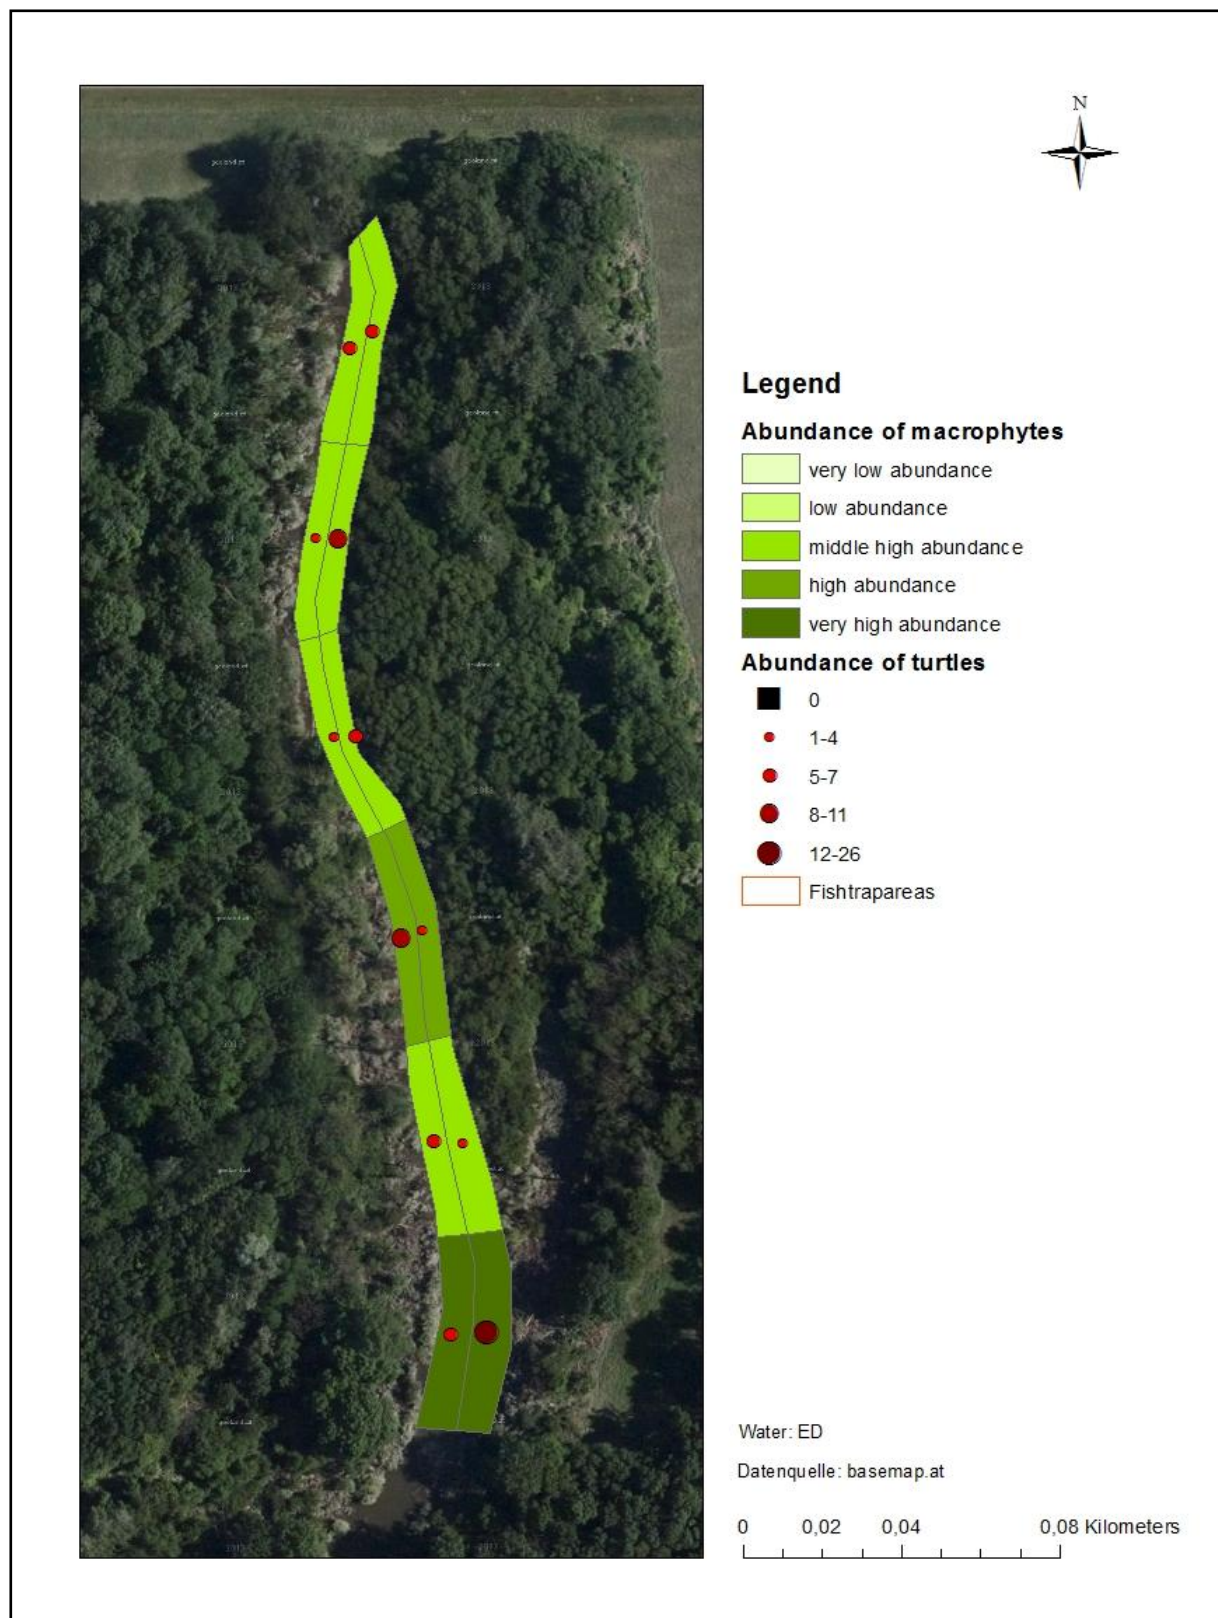 N
Legend
Abundance of macrophytes
very low abundance
low abundance
middle high abundance
high abundance
very high abundance
Abundance of turtles
0
1-4
5-7
8-11
12-26
Fishtrapareas
Water: ED
Datenquelle: basemap.at
0 0,02 0,04 0,08 Kilometers